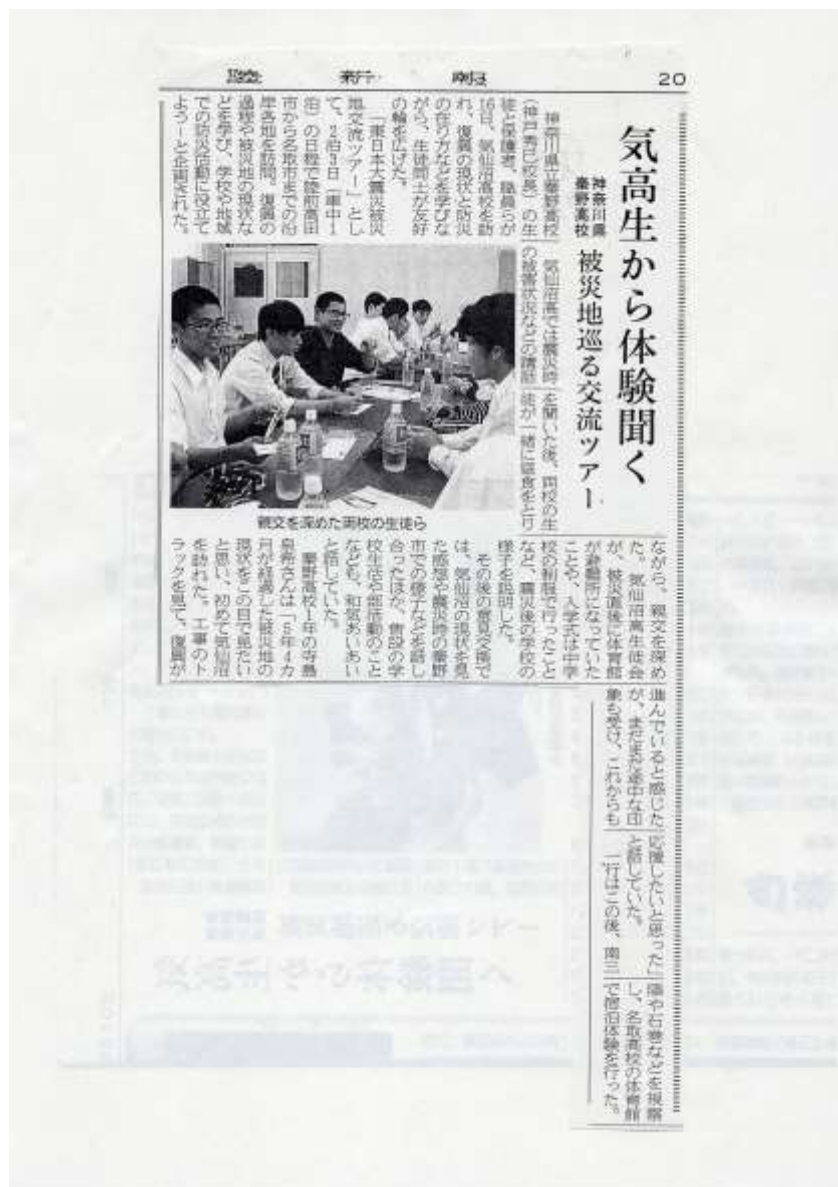 陸 新 報
20
気高生から体験聞く
神奈川県
秦野高校
被災地巡る交流ツアー
神奈川県立秦野高校
(神戸秀巳校長)の生
徒と保護者、職員らが
16日、気仙沼高校を訪
れ、復興の現状と防災
の在り方などを学びな
がら、生徒同士が友好
の輪を広げた。
「東日本大震災被災
地交流ツアー」とし
て、2泊3日(車中1
泊)の日程で陸前高田
市から名取市までの沿
岸各地を訪問。復興の
過程や被災地の現状な
どを学び、学校や地域
での防災活動に役立て
ようーと企画された。
気仙沼高では震災時
の被害状況などの講話
を聞いた後、両校の生
徒が一緒に昼食をとり
ながら、親交を深め
た。気仙沼高生徒会
が、被災直後に体育館
が避難所になっていた
ことや、入学式は中学
校の制服で行ったこと
など、震災後の学校の
様子を説明した。
その後の意見交換で
は、気仙沼の現状を見
た感想や震災時の秦野
市での様子などを話し
合ったほか、普段の学
校生活や部活動のこと
なども、和気あいあい
と話していた。
秦野高校1年の寺島
さんは「5年4カ
月が経過した被災地の
現状をこの目で見たい
と思い、初めて気仙沼
を訪れた。工事のト
ラックを見て、復興が
進んでいると感じた
が、まだまだ途中な印
象も受け、これからも
応援したいと思った」
と話していた。
一行はこの後、南三
陸や石巻などを視察
し、名取高校の体育館
で宿泊体験を行った。
親交を深めた両校の生徒ら